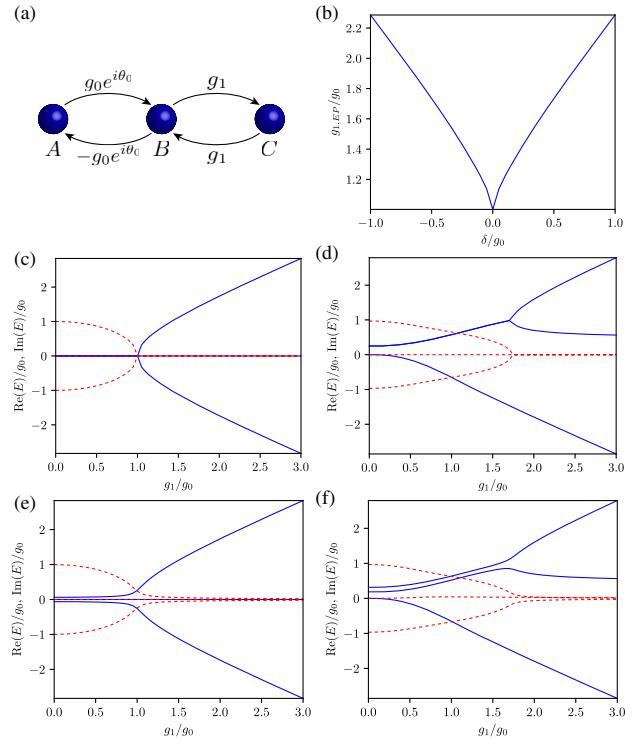 (a)
g₀e^{iθ₀}
g₁
A
B
C
-g₀e^{iθ₀}
g₁
(b)
g_{1,EP}/g₀
2.2
2.0
1.8
1.6
1.4
1.2
-1.0 -0.5 0.0 0.5 1.0
δ/g₀
(c)
Re(E)/g₀, Im(E)/g₀
2
1
0
−1
−2
0.0 0.5 1.0 1.5 2.0 2.5 3.0
g₁/g₀
(d)
Re(E)/g₀, Im(E)/g₀
2
1
0
−1
−2
0.0 0.5 1.0 1.5 2.0 2.5 3.0
g₁/g₀
(e)
Re(E)/g₀, Im(E)/g₀
2
1
0
−1
−2
0.0 0.5 1.0 1.5 2.0 2.5 3.0
g₁/g₀
(f)
Re(E)/g₀, Im(E)/g₀
2
1
0
−1
−2
0.0 0.5 1.0 1.5 2.0 2.5 3.0
g₁/g₀